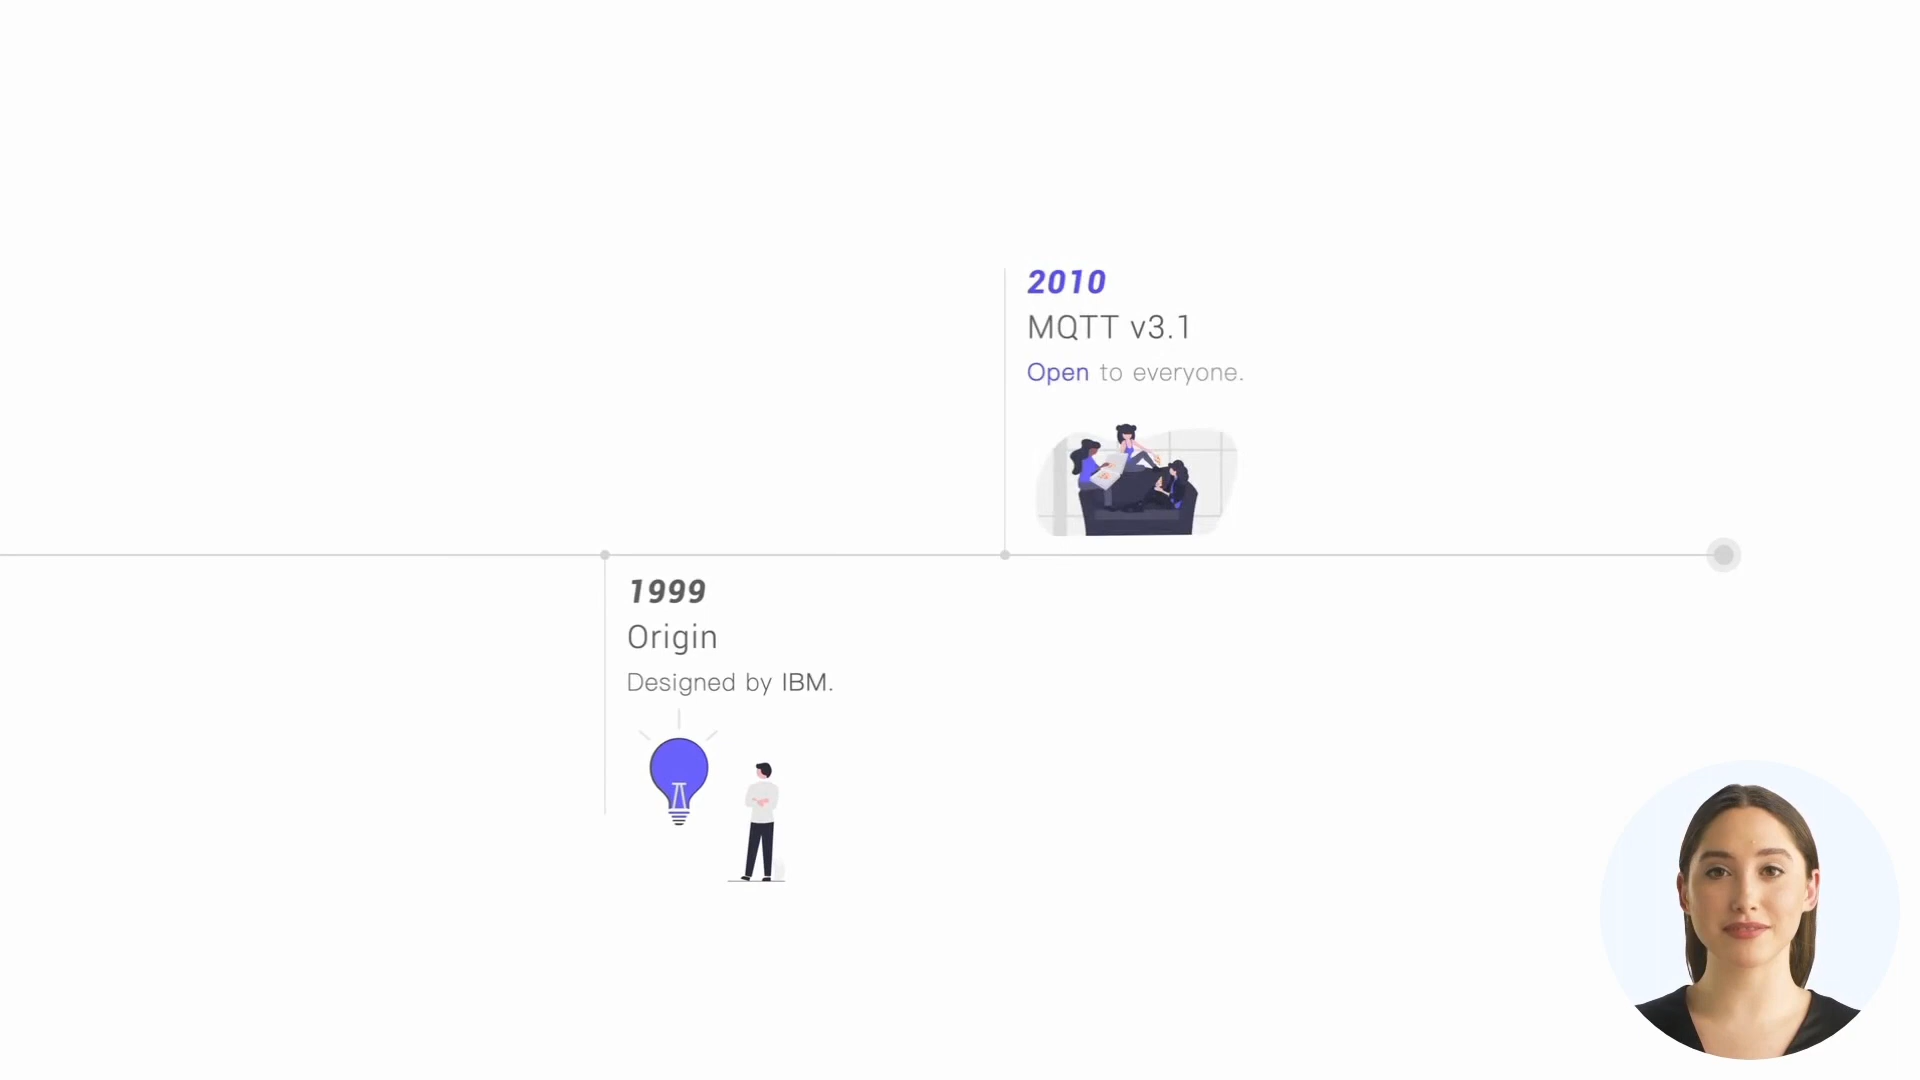 2010
MQTT v3.1
Open to everyone.
1999
Origin
Designed by IBM.